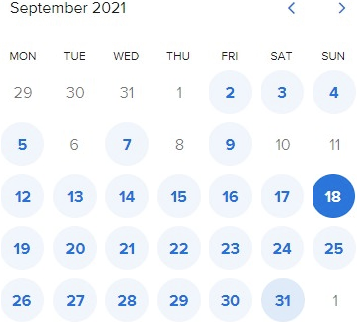 September 2021
MON TUE WED THU FRI SAT SUN
29 30 31 1 2 3 4
5 6 7 8 9 10 11
12 13 14 15 16 17 18
19 20 21 22 23 24 25
26 27 28 29 30 31 1